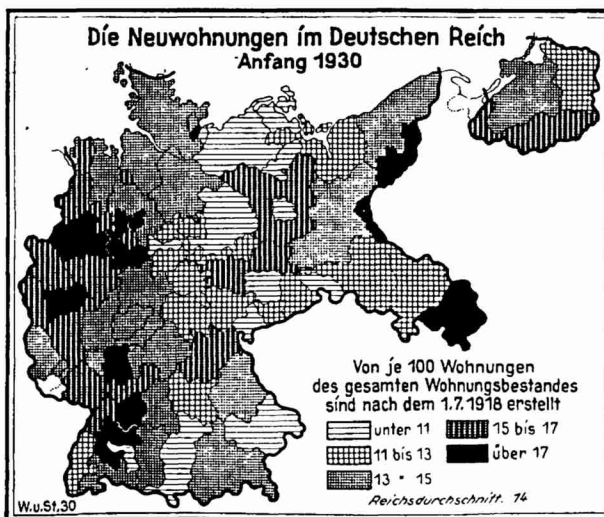 Die Neuwohnungen im Deutschen Reich
Anfang 1930
Von je 100 Wohnungen
des gesamten Wohnungsbestandes
sind nach dem 1.7.1918 erstellt
unter 11
15 bis 17
11 bis 13
über 17
13 " 15
Reichsdurchschnitt. 14
W.u.St.30